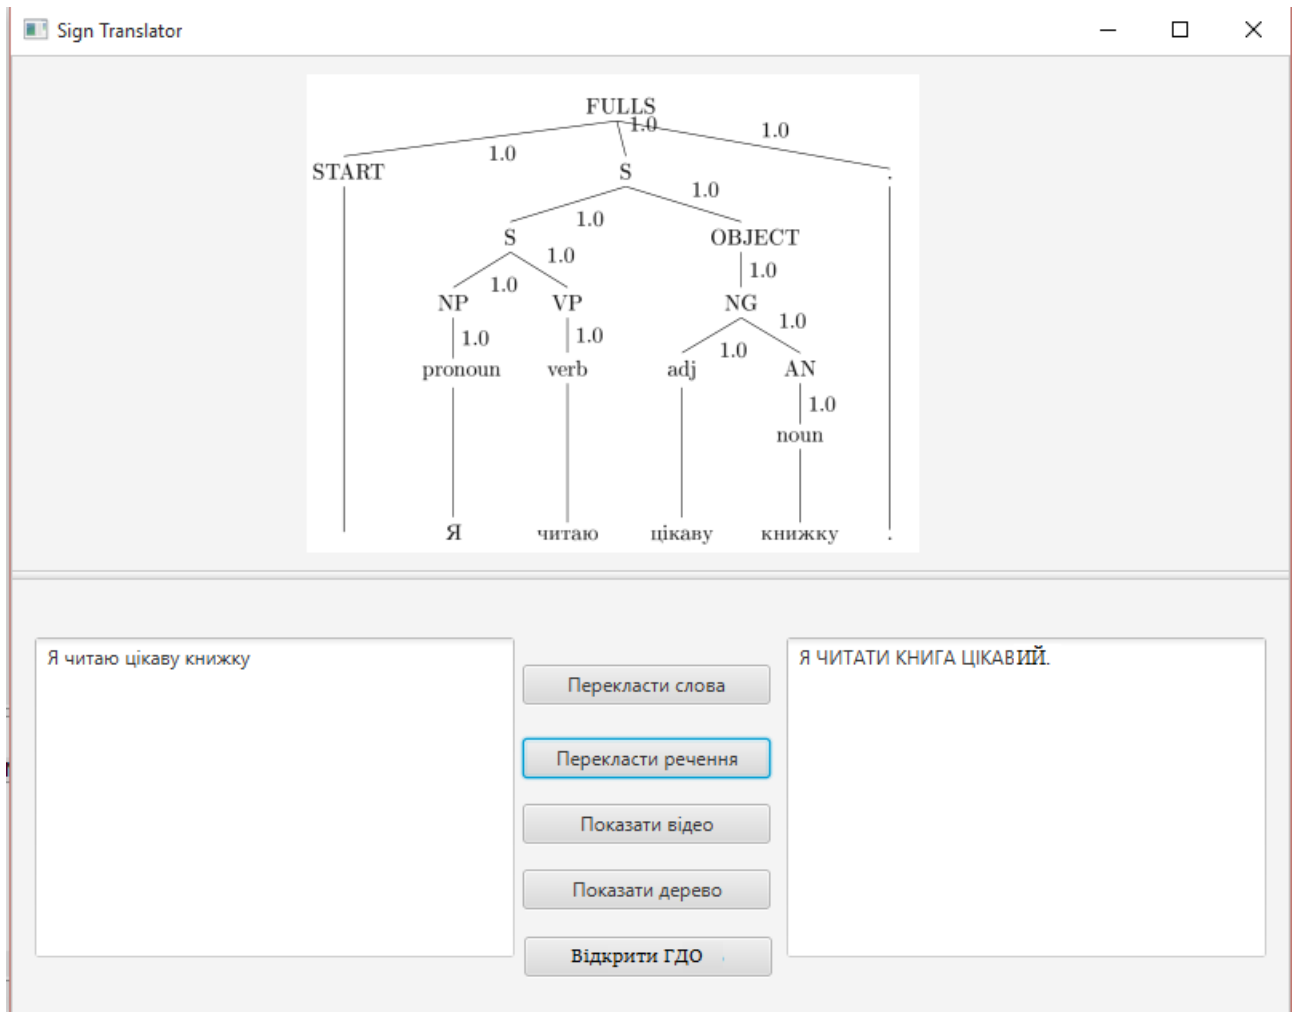 Sign Translator
FULLS
1.0
1.0
1.0
START
S
.
1.0
1.0
S
OBJECT
1.0
1.0
1.0
NP
VP
NG
1.0
1.0
1.0
1.0
pronoun
verb
adj
AN
1.0
noun
Я
читаю
цікаву
книжку
.
Я читаю цікаву книжку
Перекласти слова
Перекласти речення
Показати відео
Показати дерево
Відкрити ГДО
Я ЧИТАТИ КНИГА ЦІКАВИЙ.